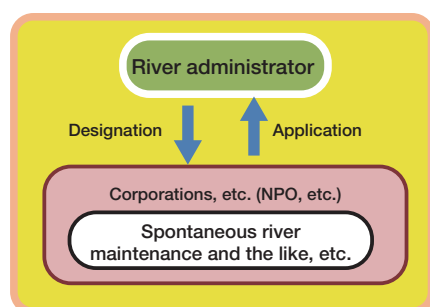 River administrator
Designation
Application
Corporations, etc. (NPO, etc.)
Spontaneous river
maintenance and the like, etc.